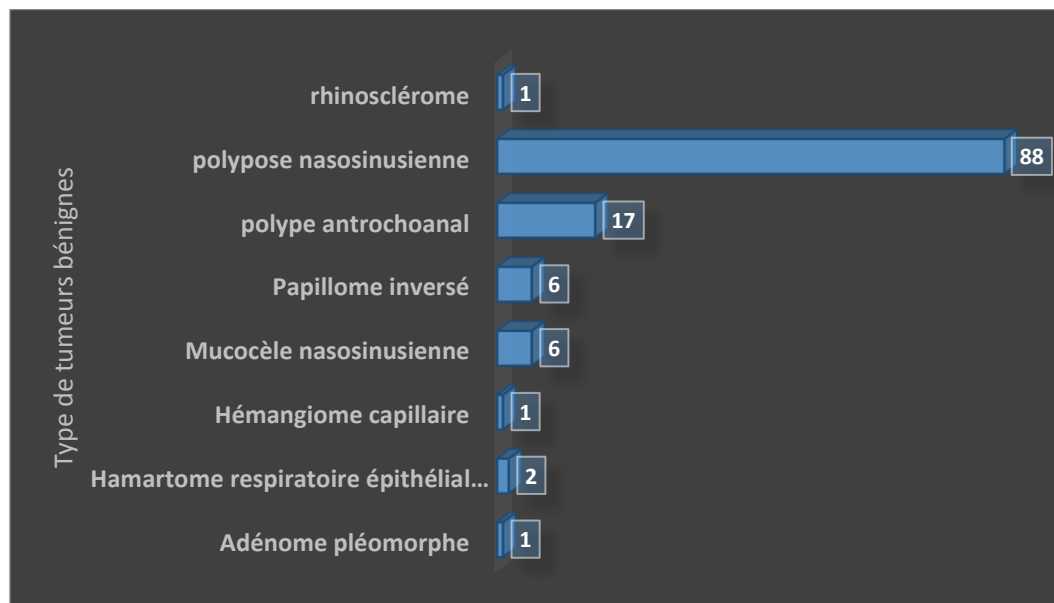 Type de tumeurs bénignes
rhinosclérome 1
polypose nasosinusienne 88
polype antrochoanal 17
Papillome inversé 6
Mucocèle nasosinusienne 6
Hémangiome capillaire 1
Hamartome respiratoire épithélial… 2
Adénome pléomorphe 1